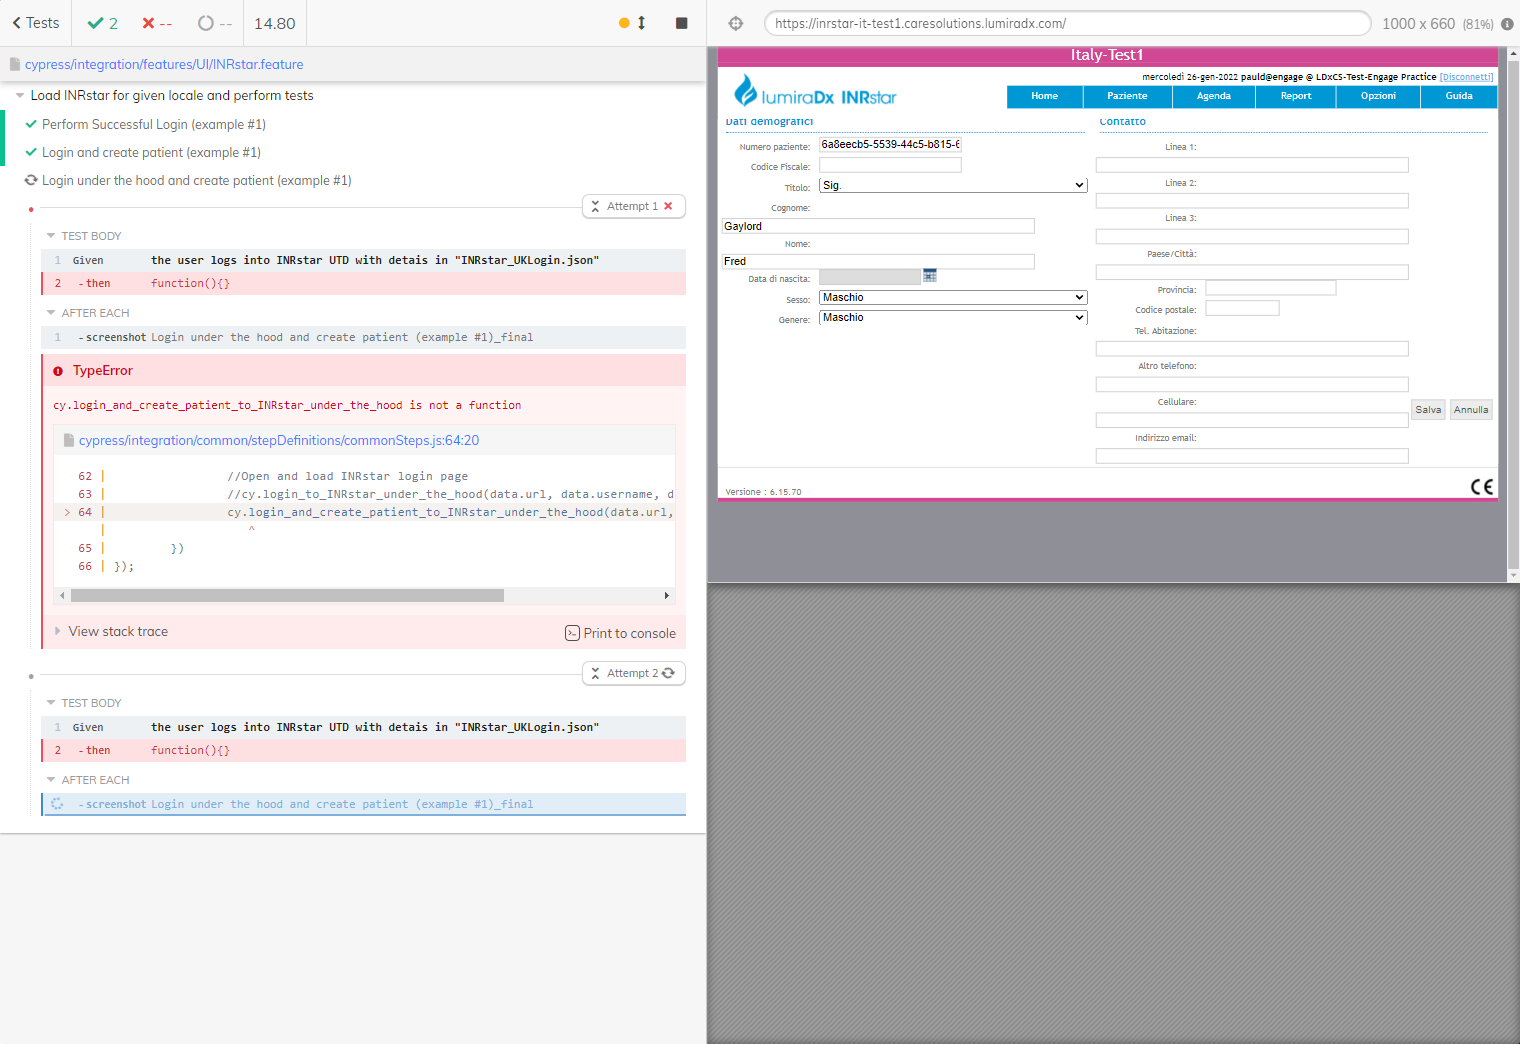 Tests
2
--
--
14.80
cypress/integration/features/UI/INRstar.feature
Load INRstar for given locale and perform tests
Perform Successful Login (example #1)
Login and create patient (example #1)
Login under the hood and create patient (example #1)
Attempt 1
TEST BODY
1 Given the user logs into INRstar UTD with detais in "INRstar_UKLogin.json"
2 -then function(){}
AFTER EACH
1 -screenshot Login under the hood and create patient (example #1)_final
TypeError
cy.login_and_create_patient_to_INRstar_under_the_hood is not a function
cypress/integration/common/stepDefinitions/commonSteps.js:64:20
62 | //Open and load INRstar login page
63 | //cy.login_to_INRstar_under_the_hood(data.url, data.username, d
> 64 | cy.login_and_create_patient_to_INRstar_under_the_hood(data.url,
| ^
65 | })
66 | });
View stack trace
Print to console
Attempt 2
TEST BODY
1 Given the user logs into INRstar UTD with detais in "INRstar_UKLogin.json"
2 -then function(){}
AFTER EACH
-screenshot Login under the hood and create patient (example #1)_final
https://inrstar-it-test1.caresolutions.lumiradx.com/
1000 x 660 (81%)
Italy-Test1
mercoledì 26-gen-2022 pauld@engage @ LDxCS-Test-Engage Practice [Disconnetti]
lumiraDx INRstar
Home Paziente Agenda Report Opzioni Guida
Dati demografici
Numero paziente: 6a8eecb5-5539-44c5-b815-6
Codice Fiscale:
Titolo: Sig.
Cognome:
Gaylord
Nome:
Fred
Data di nascita:
Sesso: Maschio
Genere: Maschio
Contatto
Linea 1:
Linea 2:
Linea 3:
Paese/Città:
Provincia:
Codice postale:
Tel. Abitazione:
Altro telefono:
Cellulare:
Indirizzo email:
Salva Annulla
Versione : 6.15.70
CE